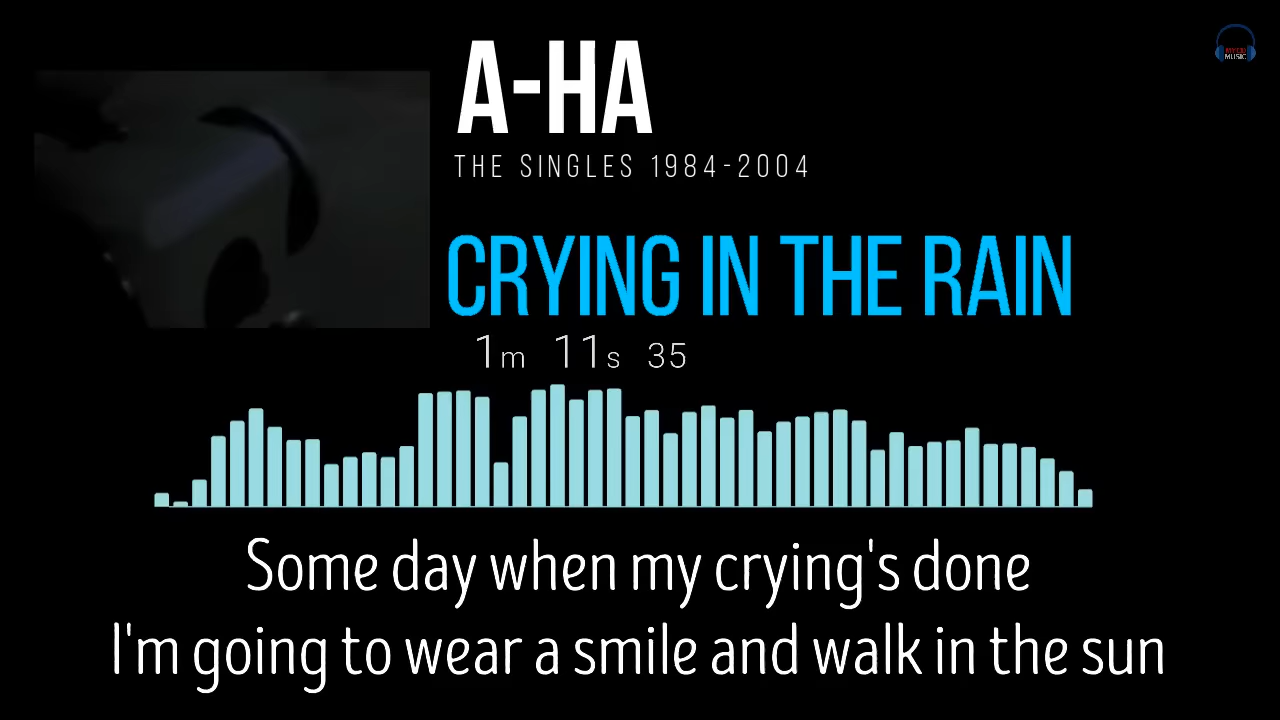 A-HA
THE SINGLES 1984-2004
CRYING IN THE RAIN
1m 11s 35
Some day when my crying's done
I'm going to wear a smile and walk in the sun
MUSIC